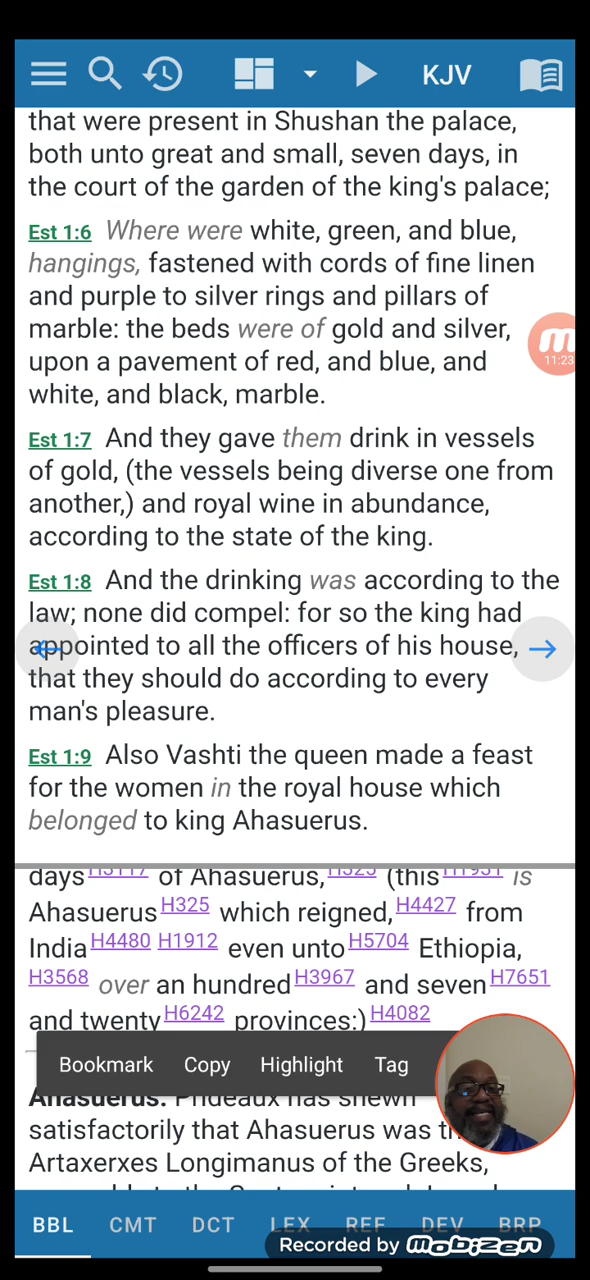 KJV
that were present in Shushan the palace,
both unto great and small, seven days, in
the court of the garden of the king's palace;
Est 1:6 Where were white, green, and blue,
hangings, fastened with cords of fine linen
and purple to silver rings and pillars of
marble: the beds were of gold and silver,
upon a pavement of red, and blue, and
white, and black, marble.
m
11:23
Est 1:7 And they gave them drink in vessels
of gold, (the vessels being diverse one from
another,) and royal wine in abundance,
according to the state of the king.
Est 1:8 And the drinking was according to the
law; none did compel: for so the king had
appointed to all the officers of his house,
that they should do according to every
man's pleasure.
Est 1:9 Also Vashti the queen made a feast
for the women in the royal house which
belonged to king Ahasuerus.
days H3117 of Ahasuerus, H325 (this H1931 is
Ahasuerus H325 which reigned, H4427 from
India H4480 H1912 even unto H5704 Ethiopia,
H3568 over an hundred H3967 and seven H7651
and twenty H6242 provinces:) H4082
Bookmark Copy Highlight Tag
Ahasuerus. Prideaux has shewn
satisfactorily that Ahasuerus was
Artaxerxes Longimanus of the Greeks,
BBL CMT DCT LEX REF DEV BRP
Recorded by mobizen